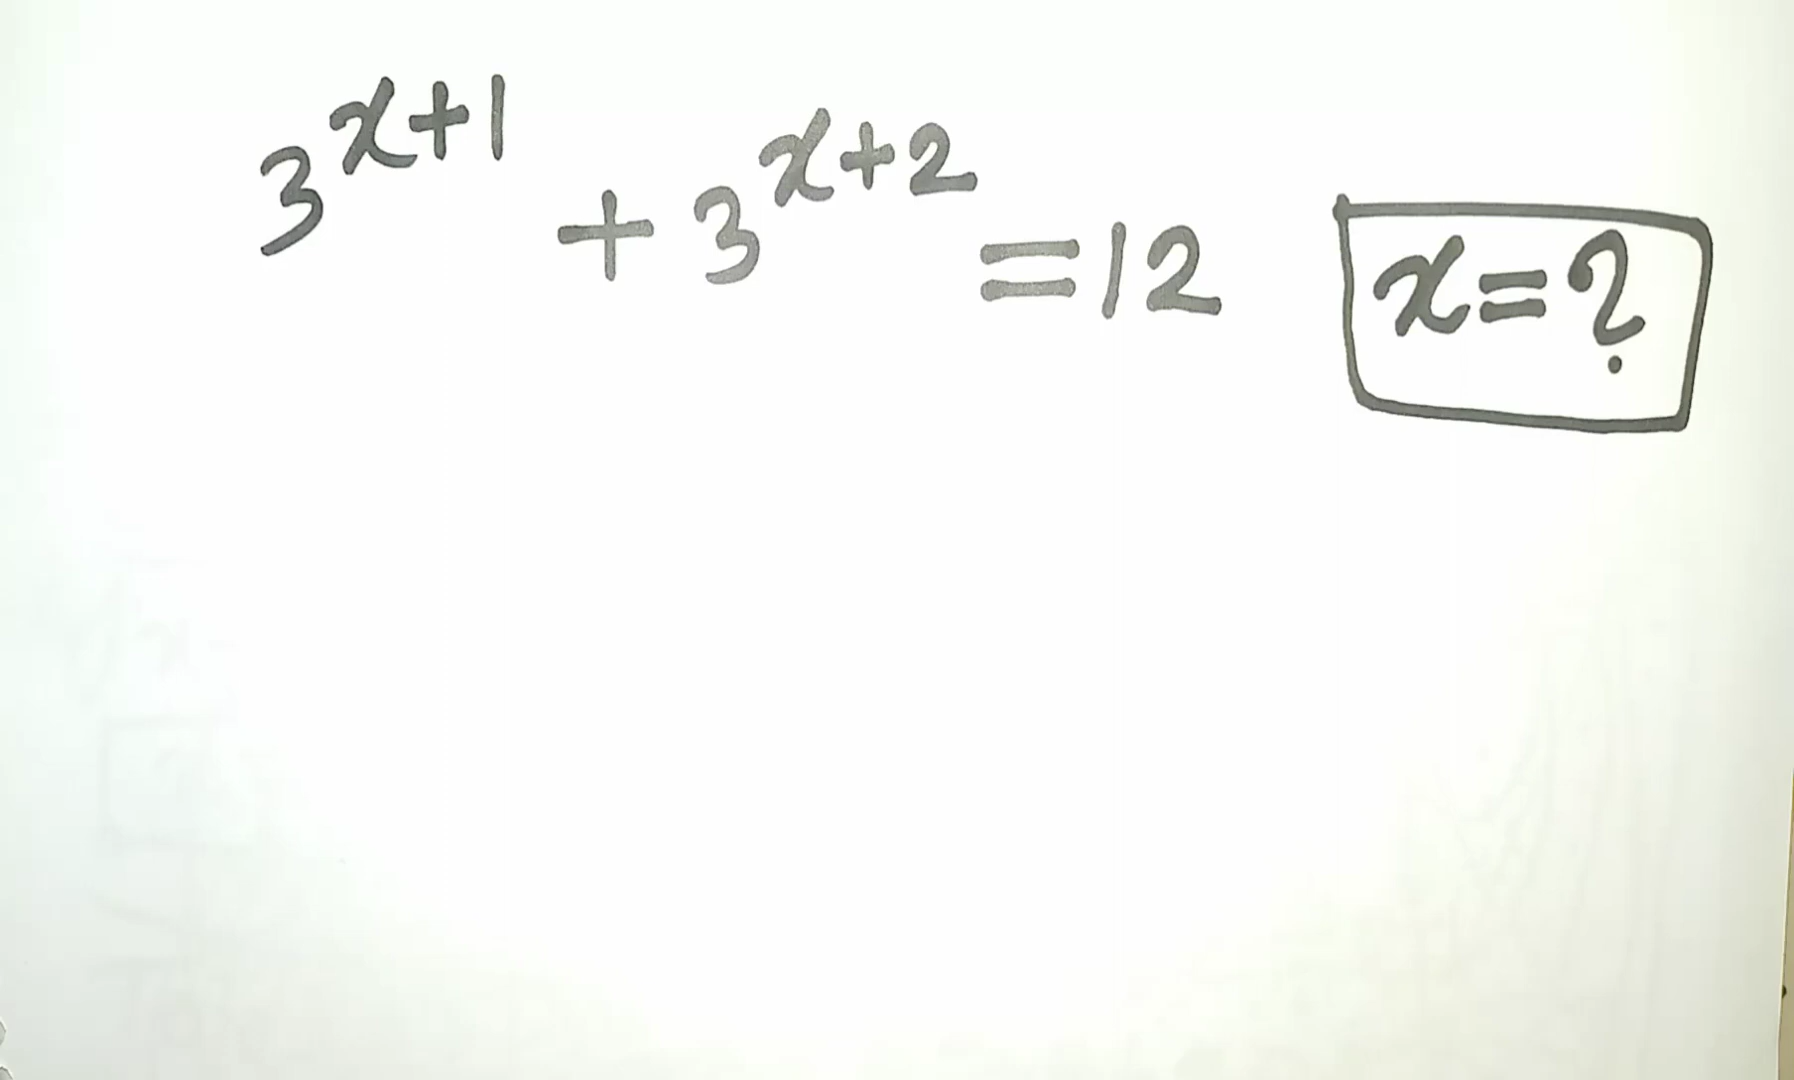 3^{x+1} + 3^{x+2} = 12
x = ?